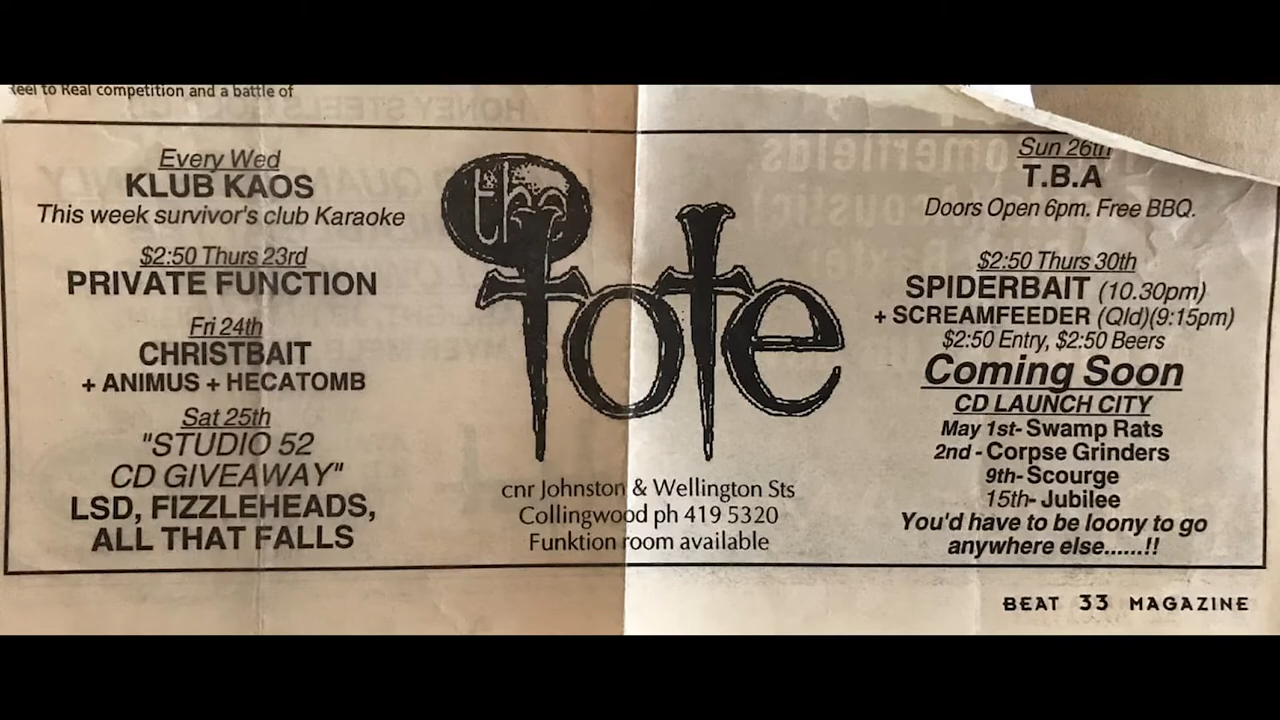 Reel to Real competition and a battle of
Every Wed
KLUB KAOS
This week survivor's club Karaoke
$2:50 Thurs 23rd
PRIVATE FUNCTION
Fri 24th
CHRISTBAIT
+ ANIMUS + HECATOMB
Sat 25th
"STUDIO 52
CD GIVEAWAY"
LSD, FIZZLEHEADS,
ALL THAT FALLS
the
tote
cnr Johnston & Wellington Sts
Collingwood ph 419 5320
Funktion room available
Sun 26th
T.B.A
Doors Open 6pm. Free BBQ.
$2:50 Thurs 30th
SPIDERBAIT (10.30pm)
+ SCREAMFEEDER (Qld)(9:15pm)
$2:50 Entry, $2:50 Beers
Coming Soon
CD LAUNCH CITY
May 1st- Swamp Rats
2nd - Corpse Grinders
9th- Scourge
15th- Jubilee
You'd have to be loony to go
anywhere else......!!
BEAT 33 MAGAZINE